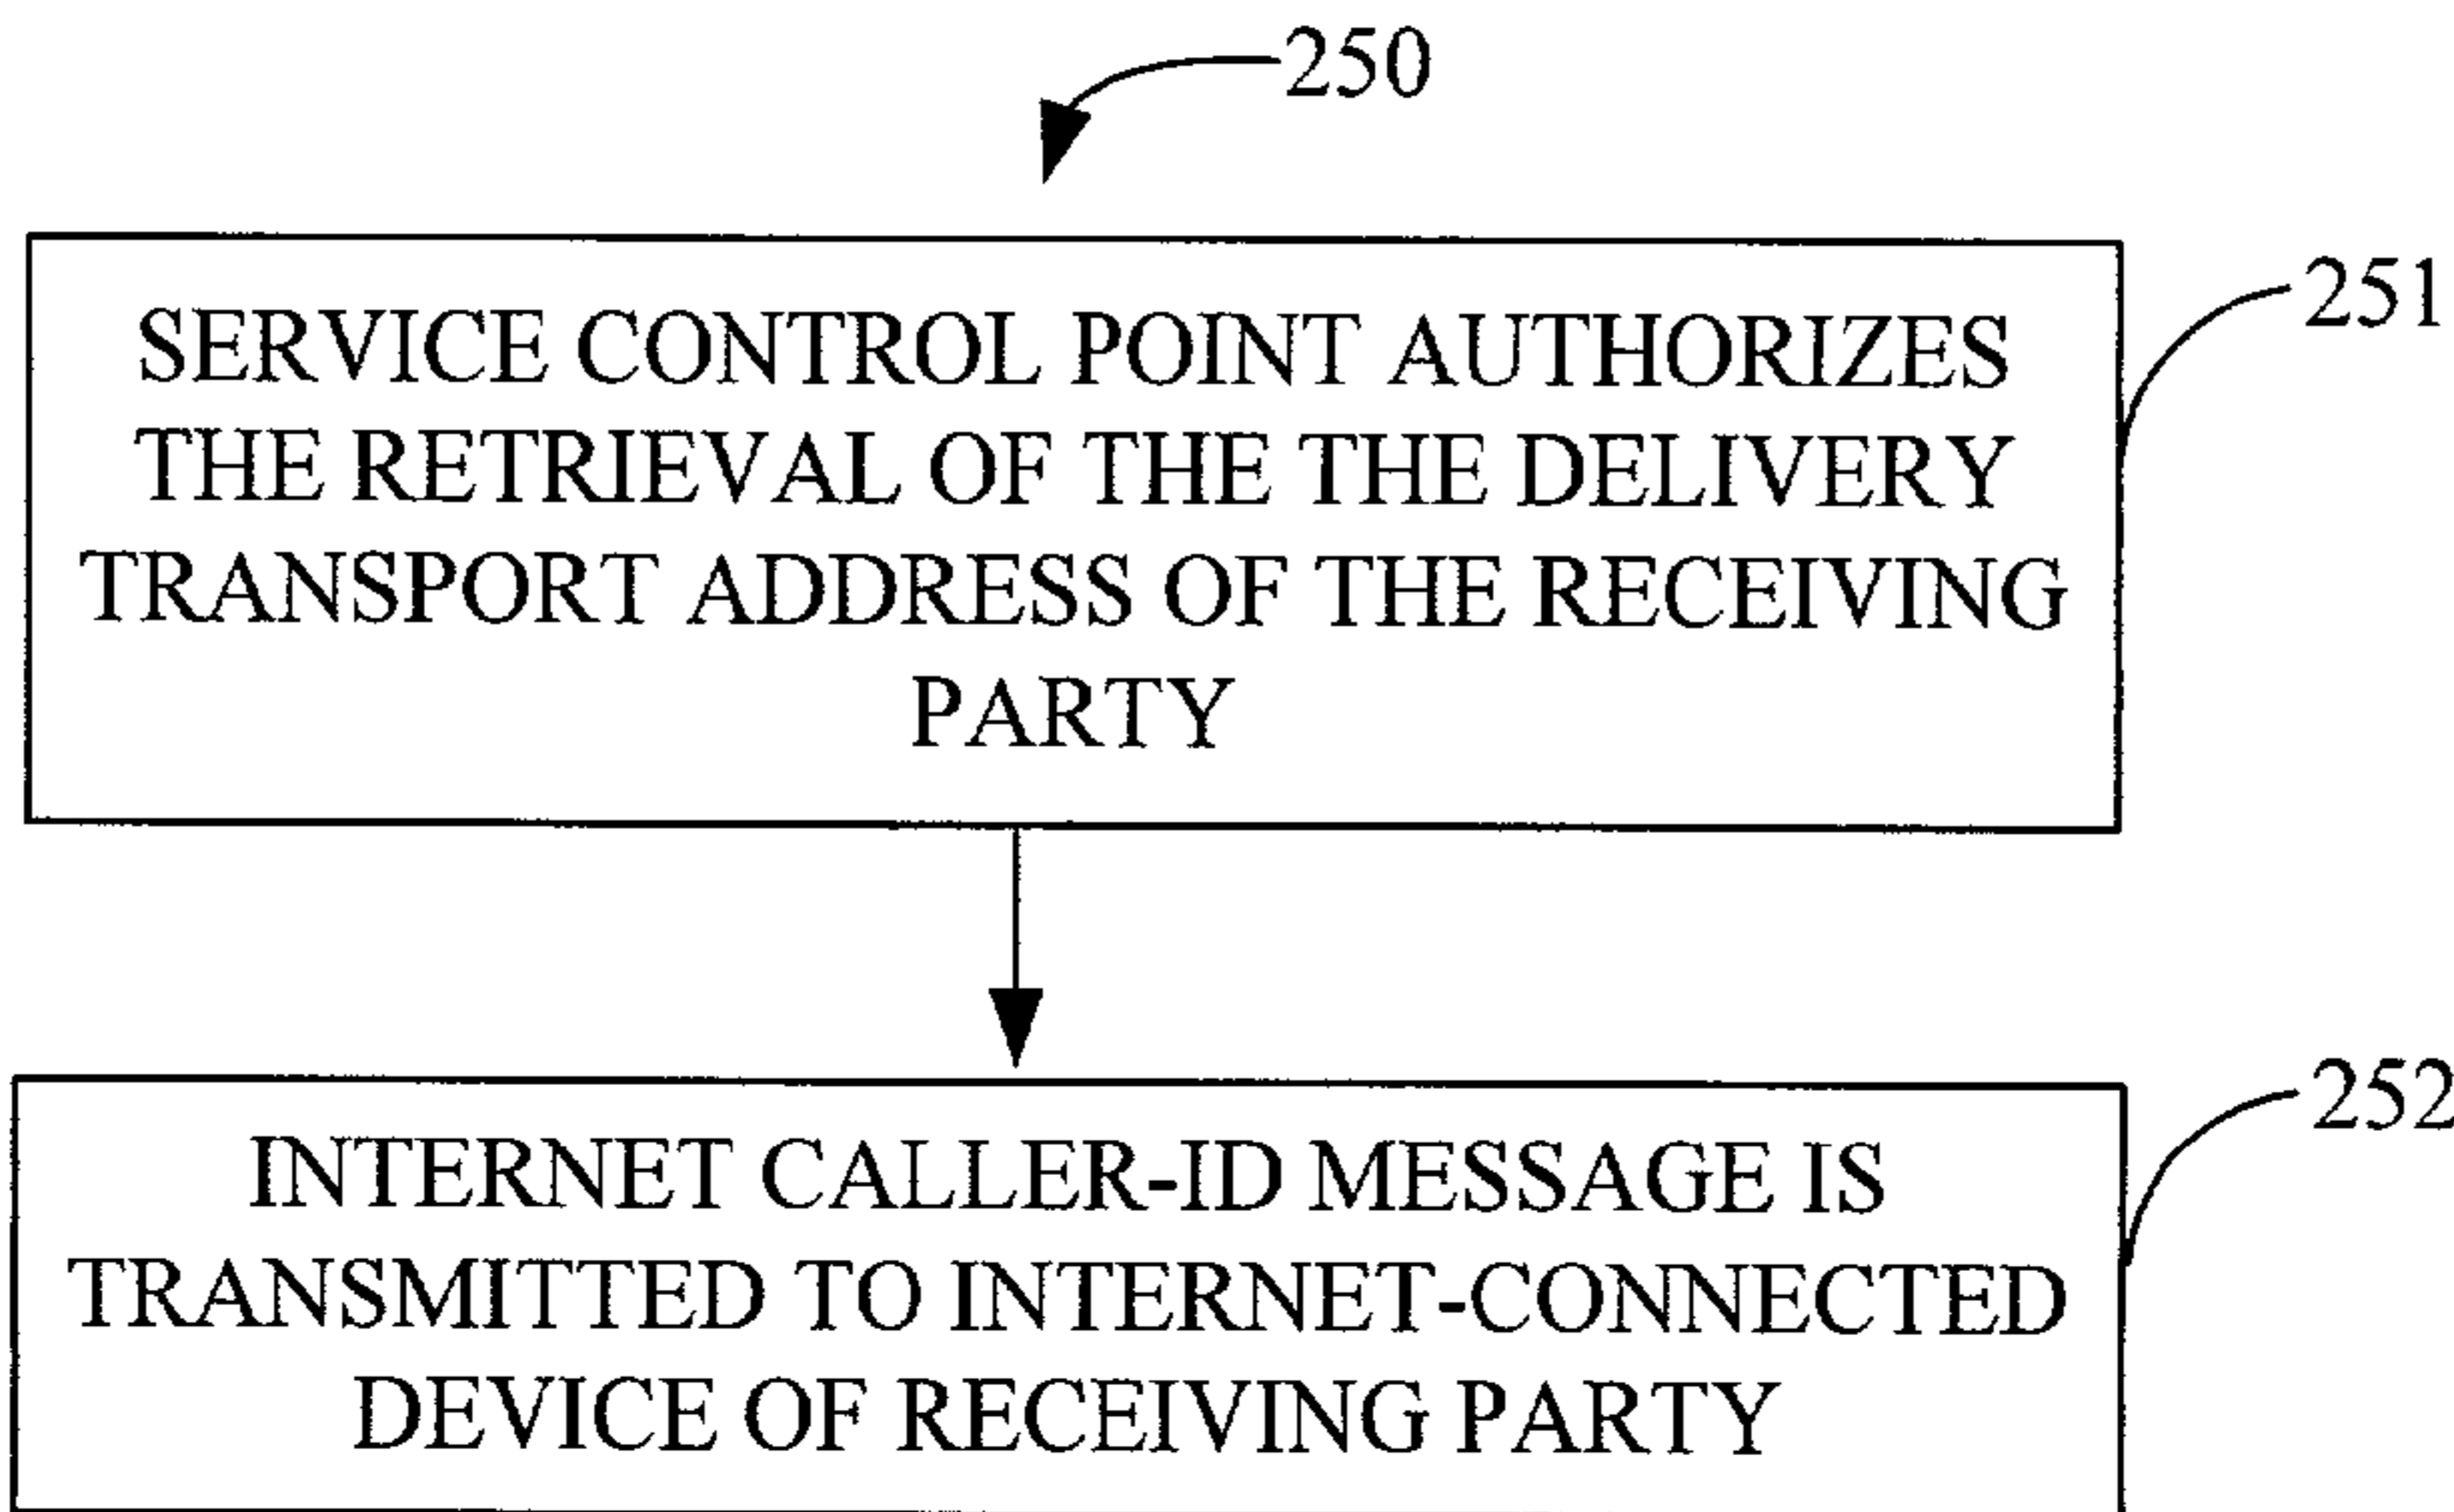 250
251
SERVICE CONTROL POINT AUTHORIZES
THE RETRIEVAL OF THE THE DELIVERY
TRANSPORT ADDRESS OF THE RECEIVING
PARTY
252
INTERNET CALLER-ID MESSAGE IS
TRANSMITTED TO INTERNET-CONNECTED
DEVICE OF RECEIVING PARTY